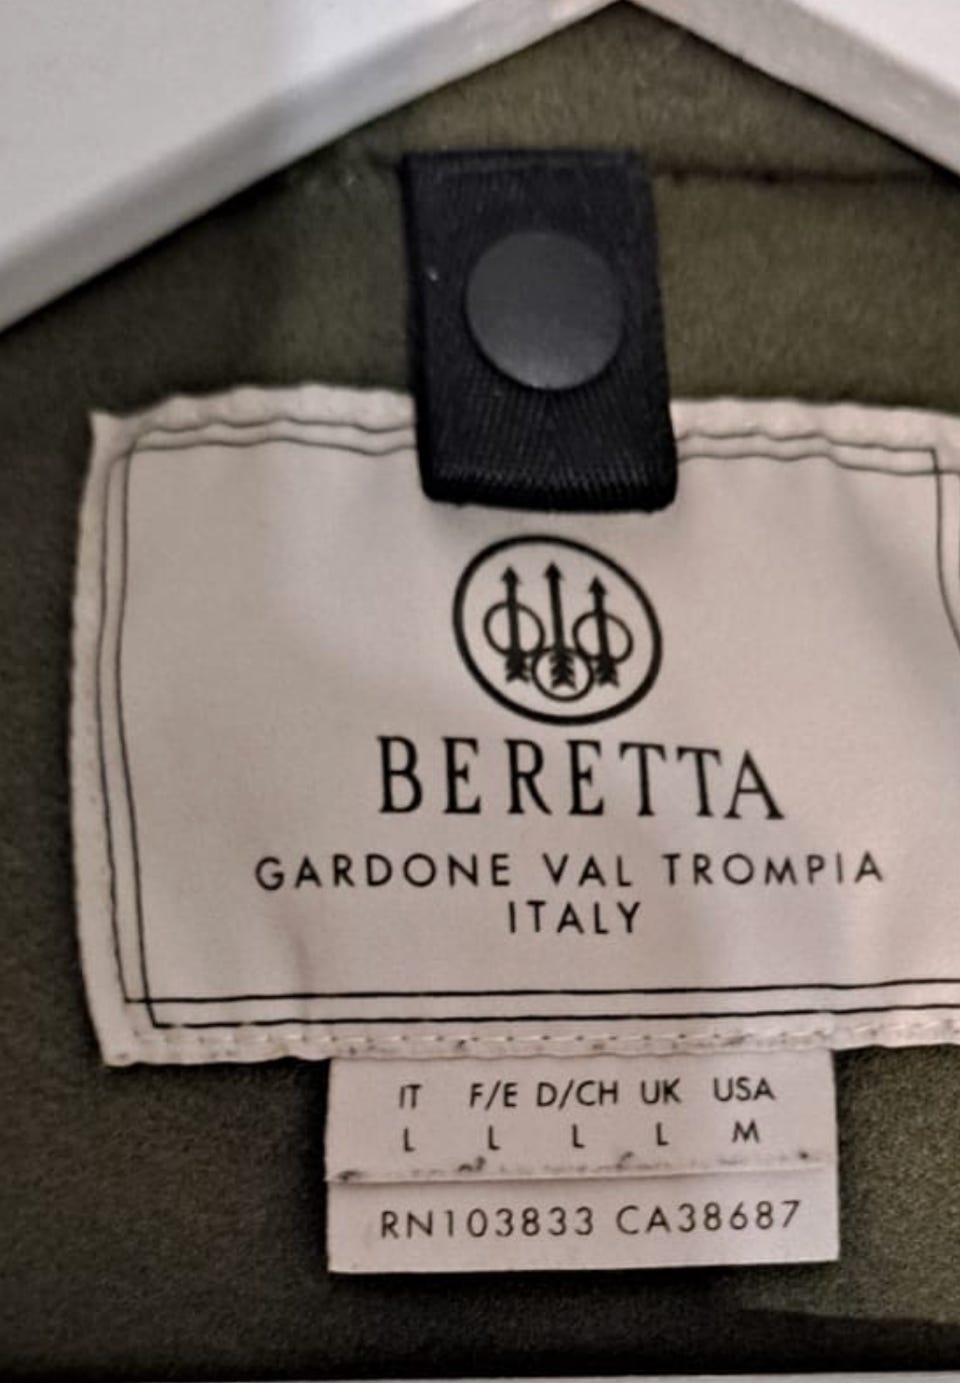 BERETTA
GARDONE VAL TROMPIA
ITALY
IT F/E D/CH UK USA
L L L L M
RN103833 CA38687